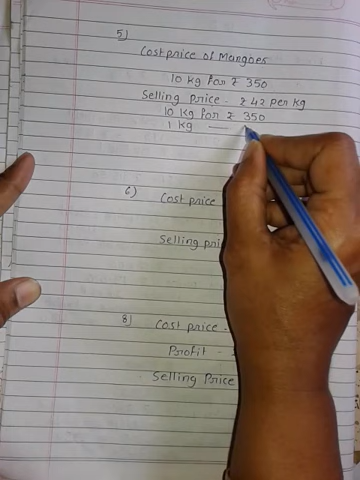 5)
Cost price of Mangoes
10 kg for ₹ 350
Selling price - ₹ 42 per kg
10 kg for ₹ 350
1 kg —
6) Cost price
Selling pri
8) Cost price -
Profit -
Selling Price